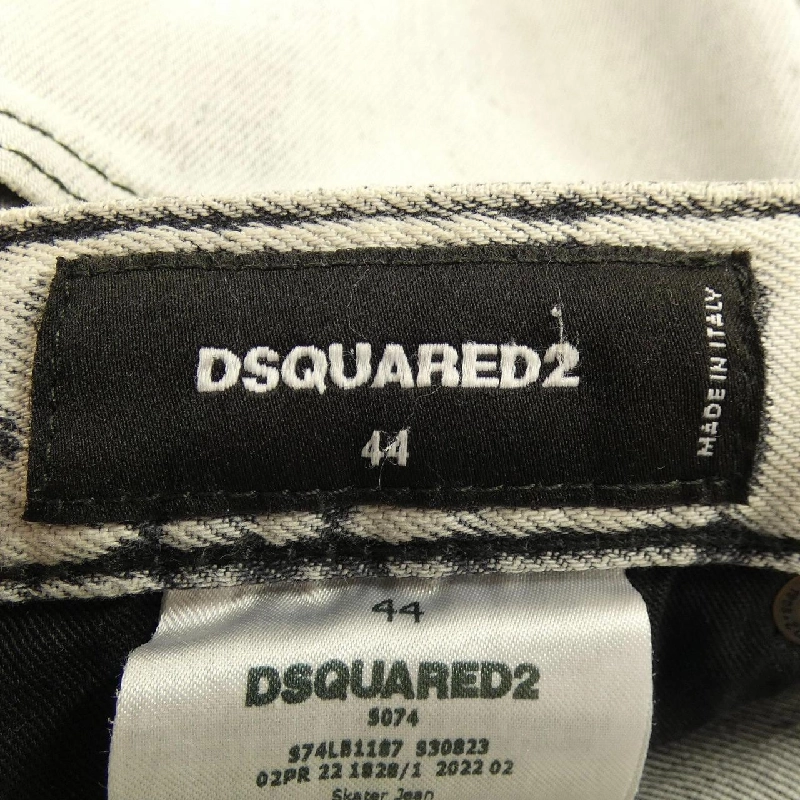 DSQUARED2
44
MADE IN ITALY
44
DSQUARED2
S074
S74LB1187 S30823
02PR 22 1828/1 2022 02
Skater Jean